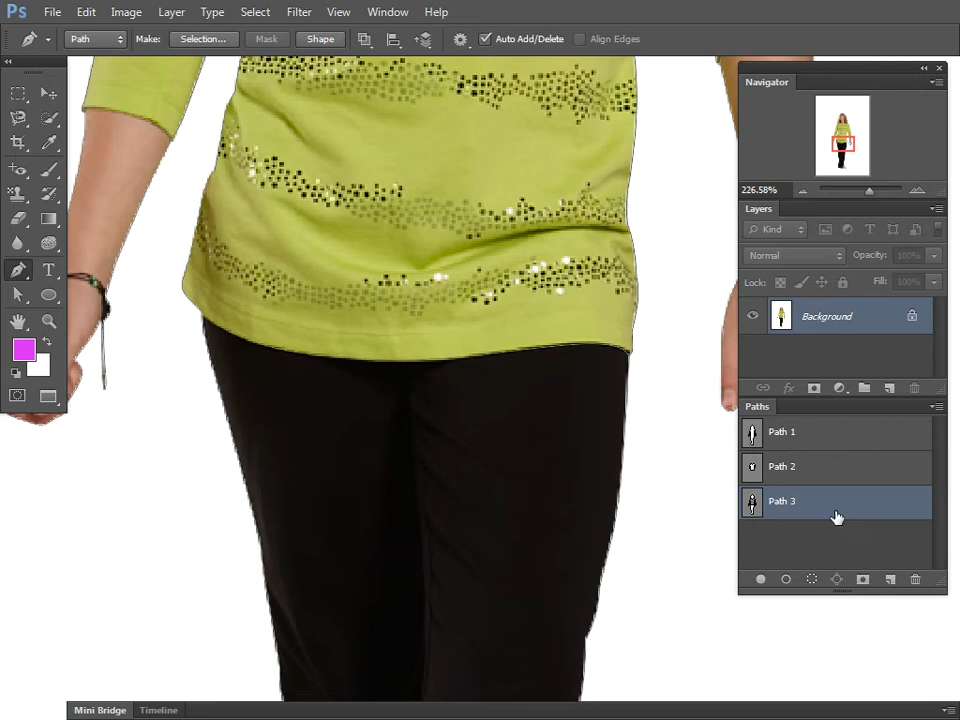 Ps File Edit Image Layer Type Select Filter View Window Help
Path Make: Selection... Mask Shape Auto Add/Delete Align Edges
Navigator
226.58%
Layers
Kind
Normal Opacity: 100%
Lock: Fill: 100%
Background
Paths
Path 1
Path 2
Path 3
Mini Bridge Timeline